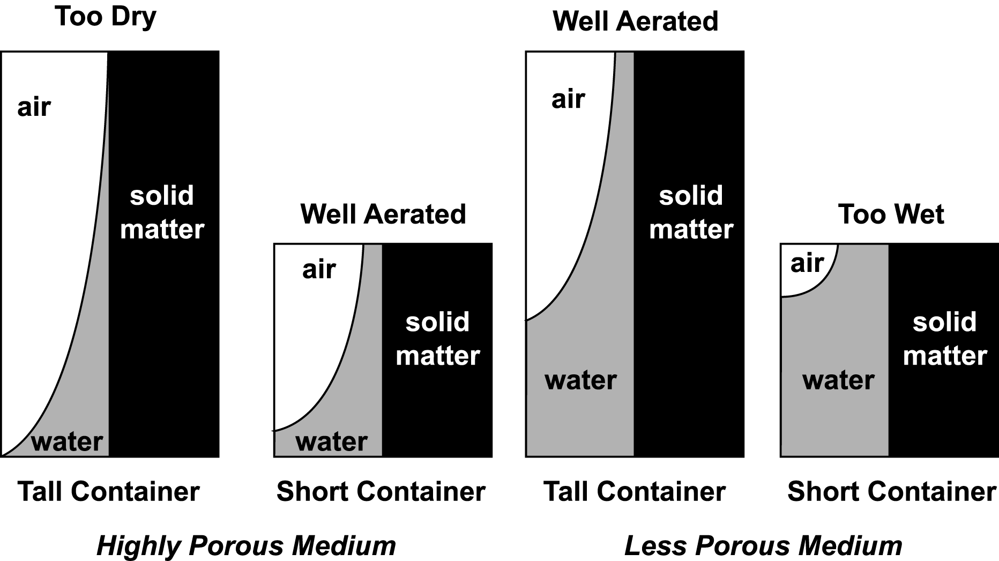 Too Dry
air
solid
matter
water
Tall Container
Well Aerated
air
solid
matter
water
Short Container
Highly Porous Medium
Well Aerated
air
solid
matter
water
Tall Container
Too Wet
air
solid
matter
water
Short Container
Less Porous Medium